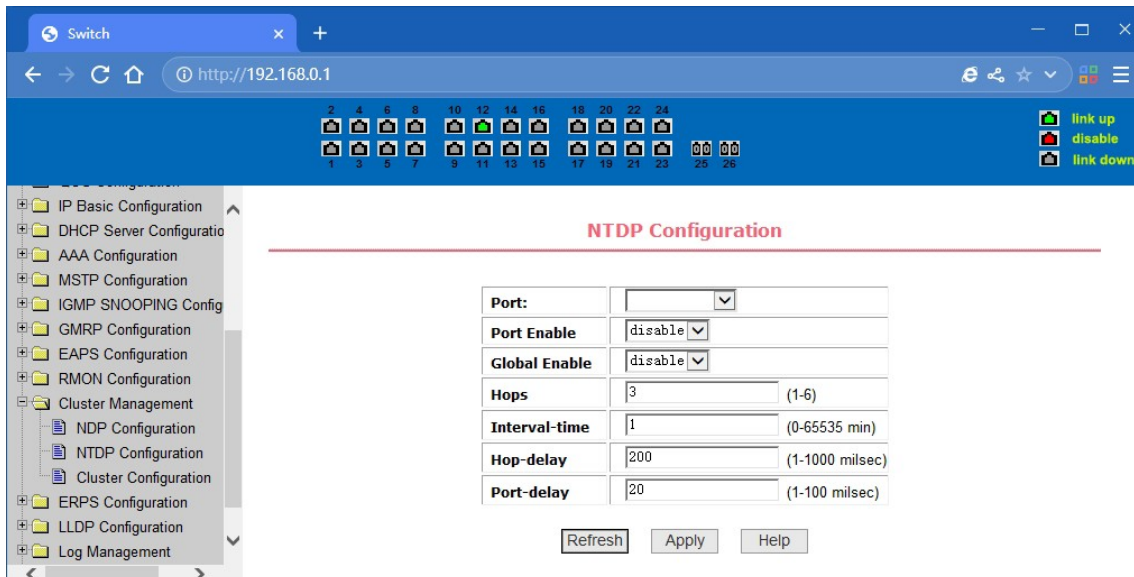 Switch
http://192.168.0.1
2 4 6 8 10 12 14 16 18 20 22 24
1 3 5 7 9 11 13 15 17 19 21 23 25 26
link up
disable
link down
IP Basic Configuration
DHCP Server Configuratio
AAA Configuration
MSTP Configuration
IGMP SNOOPING Config
GMRP Configuration
EAPS Configuration
RMON Configuration
Cluster Management
NDP Configuration
NTDP Configuration
Cluster Configuration
ERPS Configuration
LLDP Configuration
Log Management
NTDP Configuration
Port:
Port Enable disable
Global Enable disable
Hops 3 (1-6)
Interval-time 1 (0-65535 min)
Hop-delay 200 (1-1000 milsec)
Port-delay 20 (1-100 milsec)
Refresh Apply Help